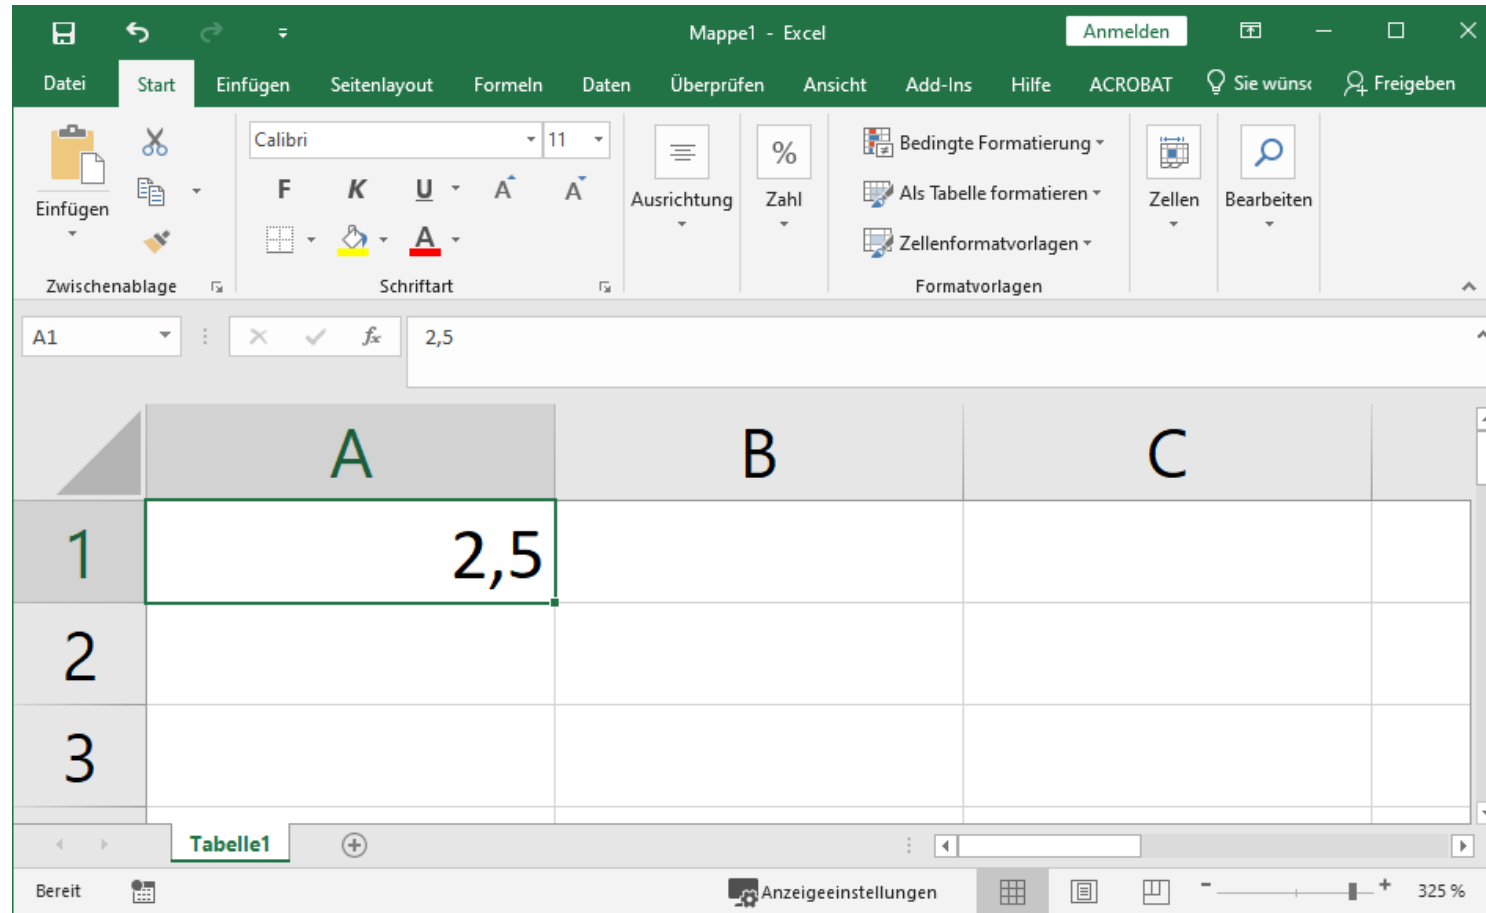 Mappe1 - Excel
Anmelden
Datei Start Einfügen Seitenlayout Formeln Daten Überprüfen Ansicht Add-Ins Hilfe ACROBAT Sie wüns Freigeben
Calibri 11
F K U A A
A
Einfügen
Ausrichtung
%
Zahl
Bedingte Formatierung
Als Tabelle formatieren
Zellenformatvorlagen
Zellen
Bearbeiten
Zwischenablage Schriftart Formatvorlagen
A1 fx 2,5
A B C
1 2,5
2
3
Tabelle1
Bereit Anzeigeeinstellungen 325 %